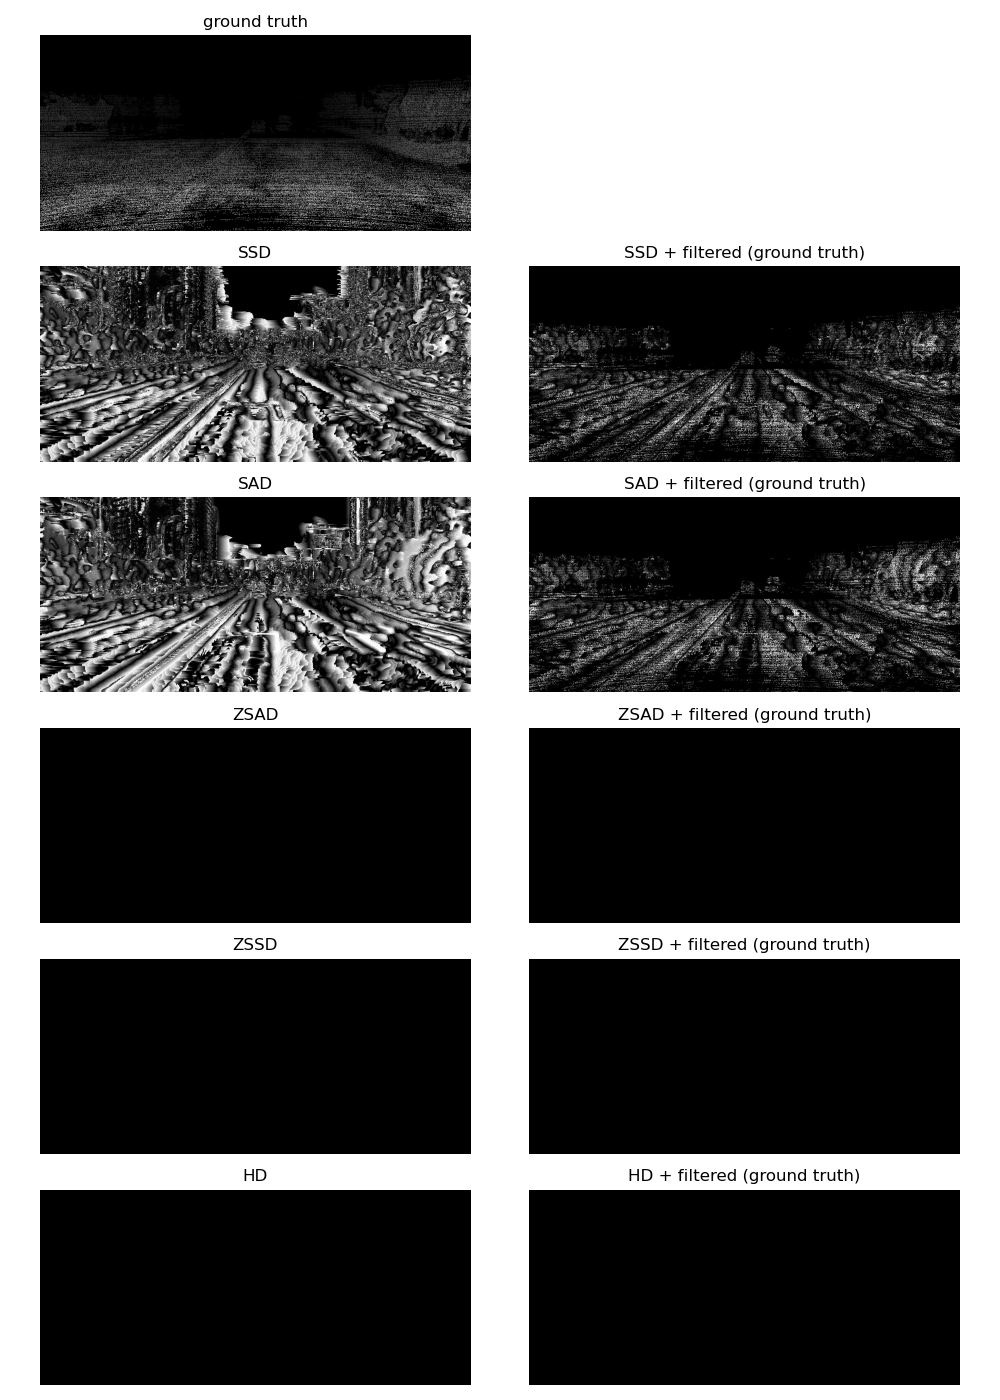 ground truth
SSD
SSD + filtered (ground truth)
SAD
SAD + filtered (ground truth)
ZSAD
ZSAD + filtered (ground truth)
ZSSD
ZSSD + filtered (ground truth)
HD
HD + filtered (ground truth)